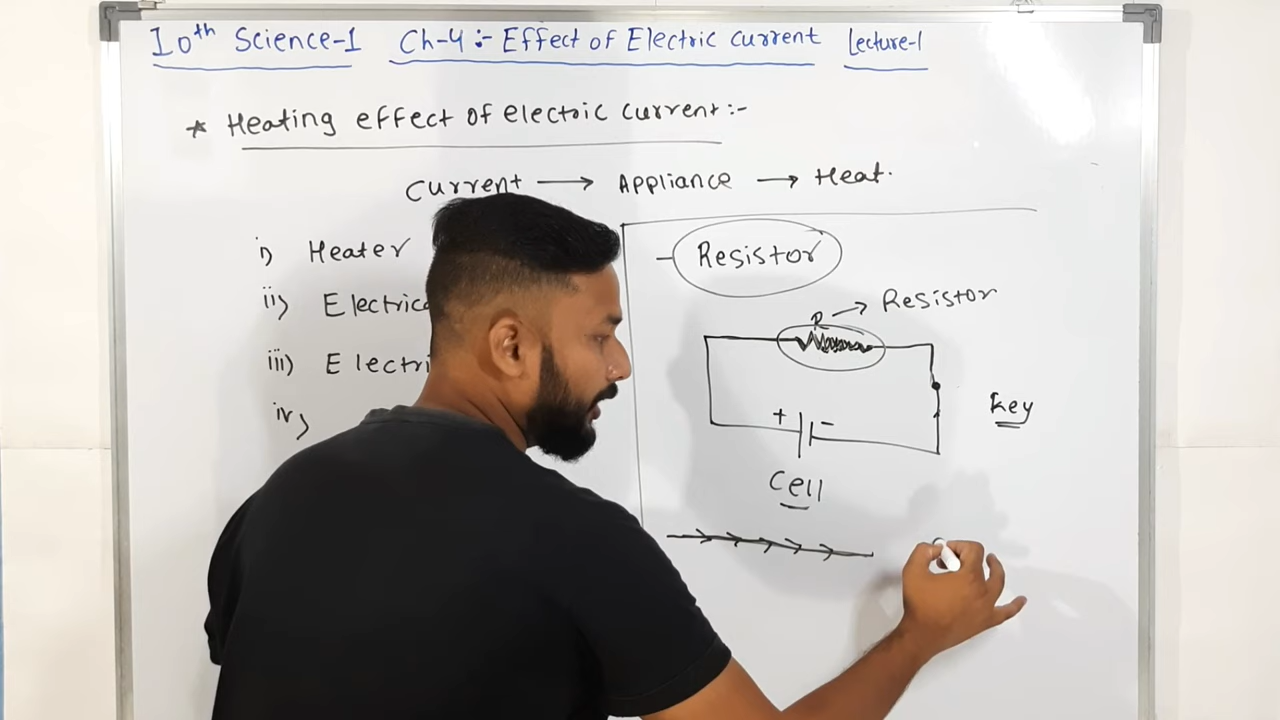 10th Science-1 Ch-4 :- Effect of Electric current Lecture-1
* Heating effect of electric current :-
Current → Appliance → Heat.
i) Heater
ii) Electric
iii) Electri
iv)
- Resistor
R → Resistor
+ -
Key
Cell